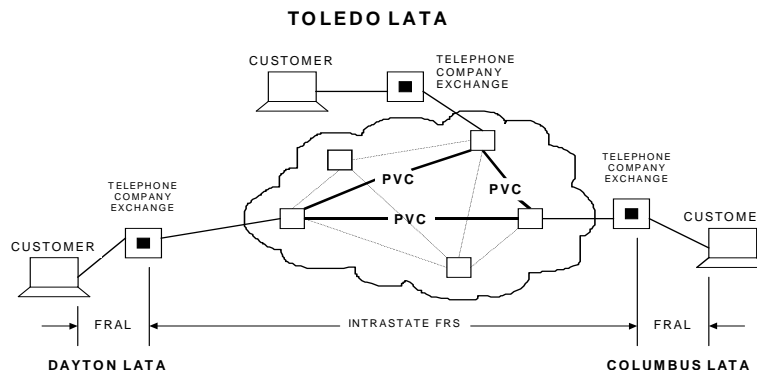 TOLEDO LATA
CUSTOMER
TELEPHONE
COMPANY
EXCHANGE
PVC
PVC
PVC
TELEPHONE
COMPANY
EXCHANGE
TELEPHONE
COMPANY
EXCHANGE
CUSTOMER
CUSTOME
FRAL
INTRASTATE FRS
FRAL
DAYTON LATA
COLUMBUS LATA